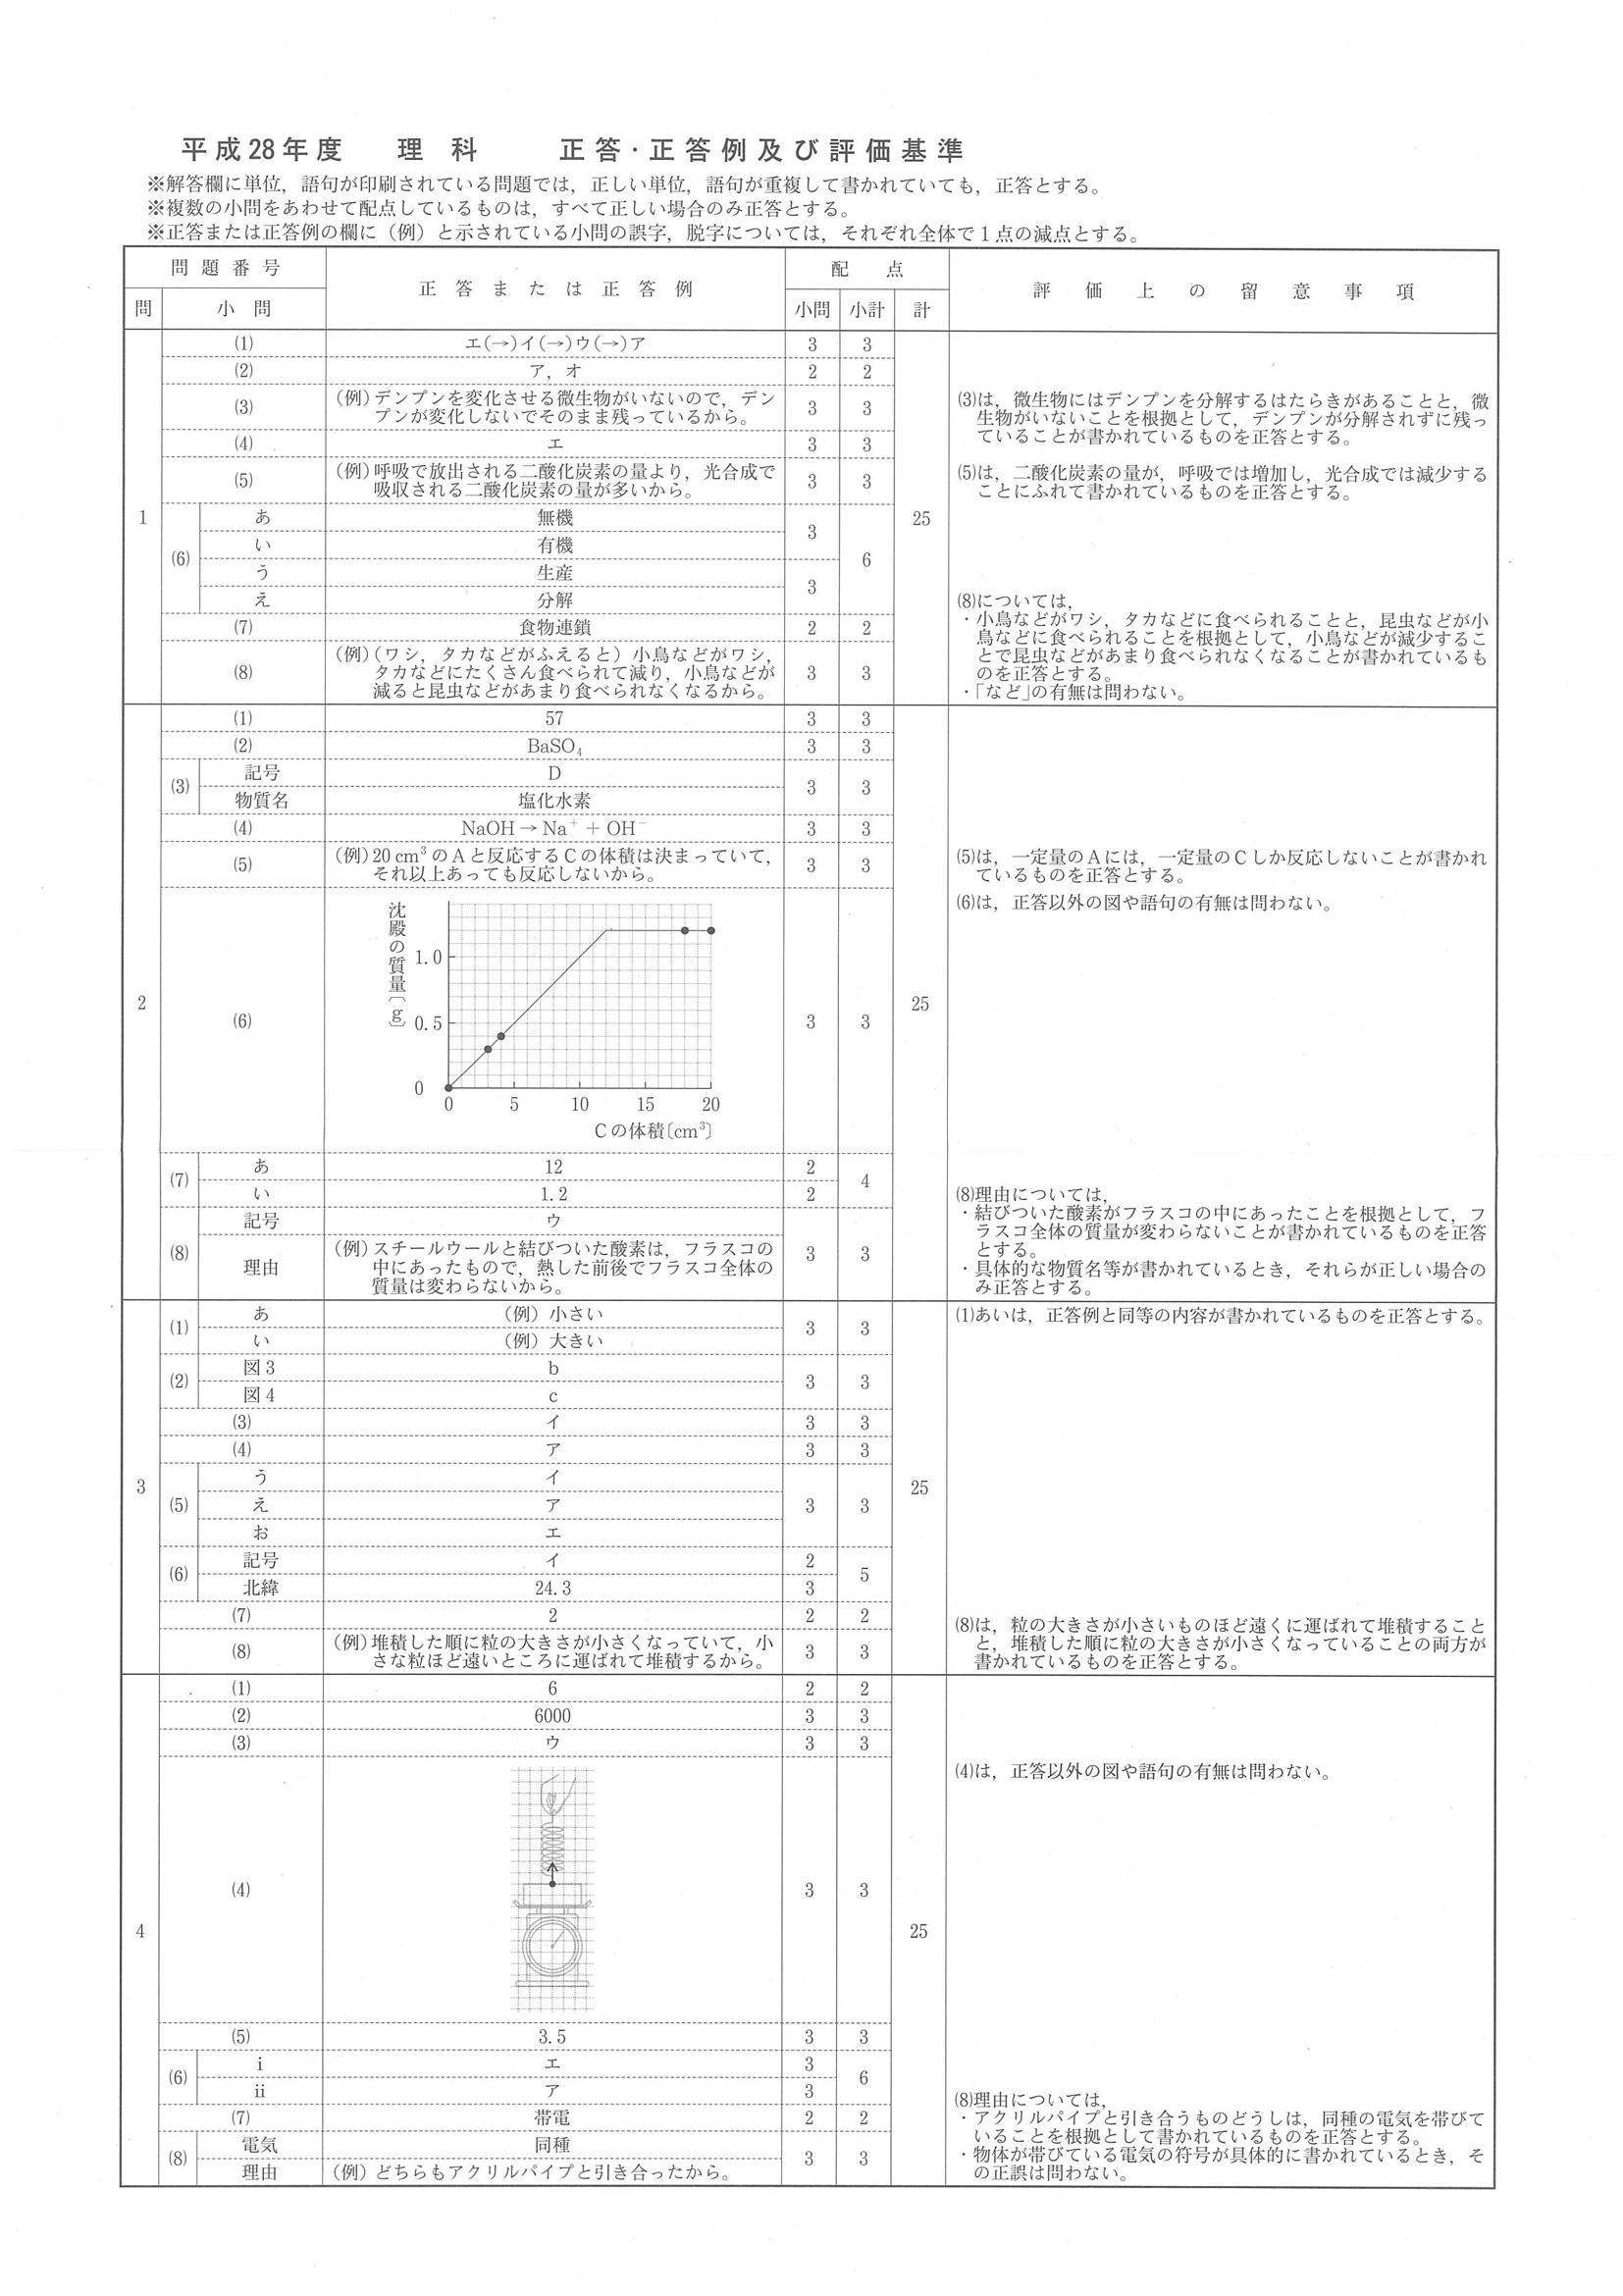 平成28年度　理　科　正答・正答例及び評価基準
※解答欄に単位，語句が印刷されている問題では，正しい単位，語句が重複して書かれていても，正答とする。
※複数の小問をあわせて配点しているものは，すべて正しい場合のみ正答とする。
※正答または正答例の欄に（例）と示されている小問の誤字，脱字については，それぞれ全体で１点の減点とする。
問題番号　正答または正答例　配　点　評価上の留意事項
問　小　問　小問　小計　計
1　25
(1)　エ(→)イ(→)ウ(→)ア　3　3
(2)　ア，オ　2　2
(3)　（例）デンプンを変化させる微生物がいないので，デン
プンが変化しないでそのまま残っているから。　3　3
(3)は，微生物にはデンプンを分解するはたらきがあることと，微
生物がいないことを根拠として，デンプンが分解されずに残っ
ていることが書かれているものを正答とする。
(4)　エ　3　3
(5)　（例）呼吸で放出される二酸化炭素の量より，光合成で
吸収される二酸化炭素の量が多いから。　3　3
(5)は，二酸化炭素の量が，呼吸では増加し，光合成では減少する
ことにふれて書かれているものを正答とする。
(6)　6
あ　無機　3
い　有機
う　生産　3
え　分解
(7)　食物連鎖　2　2
(8)　（例）（ワシ，タカなどがふえると）小鳥などがワシ，
タカなどにたくさん食べられて減り，小鳥などが
減ると昆虫などがあまり食べられなくなるから。　3　3
(8)については，
・小鳥などがワシ，タカなどに食べられることと，昆虫などが小
鳥などに食べられることを根拠として，小鳥などが減少するこ
とで昆虫などがあまり食べられなくなることが書かれているも
のを正答とする。
・「など」の有無は問わない。
2　25
(1)　57　3　3
(2)　BaSO₄　3　3
(3)　記号　D　3　3
物質名　塩化水素
(4)　NaOH → Na⁺ + OH⁻　3　3
(5)　（例）20 cm³ のＡと反応するＣの体積は決まっていて，
それ以上あっても反応しないから。　3　3
(5)は，一定量のＡには，一定量のＣしか反応しないことが書かれ
ているものを正答とする。
(6)は，正答以外の図や語句の有無は問わない。
(6)　3　3
沈殿の質量〔g〕
1.0
0.5
0
0　5　10　15　20
Ｃの体積〔cm³〕
(7)　あ　12　2　4
い　1.2　2
(8)　記号　ウ　3　3
理由　（例）スチールウールと結びついた酸素は，フラスコの
中にあったもので，熱した前後でフラスコ全体の
質量は変わらないから。
(8)理由については，
・結びついた酸素がフラスコの中にあったことを根拠として，フ
ラスコ全体の質量が変わらないことが書かれているものを正答
とする。
・具体的な物質名等が書かれているとき，それらが正しい場合の
み正答とする。
3　25
(1)　あ　（例）小さい　3　3
い　（例）大きい
(1)あいは，正答例と同等の内容が書かれているものを正答とする。
(2)　図3　b　3　3
図4　c
(3)　イ　3　3
(4)　ア　3　3
(5)　う　イ　3　3
え　ア
お　エ
(6)　記号　イ　2　5
北緯　24.3　3
(7)　2　2　2
(8)　（例）堆積した順に粒の大きさが小さくなっていて，小
さな粒ほど遠いところに運ばれて堆積するから。　3　3
(8)は，粒の大きさが小さいものほど遠くに運ばれて堆積すること
と，堆積した順に粒の大きさが小さくなっていることの両方が
書かれているものを正答とする。
4　25
(1)　6　2　2
(2)　6000　3　3
(3)　ウ　3　3
(4)は，正答以外の図や語句の有無は問わない。
(4)　3　3
(5)　3.5　3　3
(6)　i　エ　3　6
ii　ア　3
(7)　帯電　2　2
(8)　電気　同種　3　3
理由　（例）どちらもアクリルパイプと引き合ったから。
(8)理由については，
・アクリルパイプと引き合うものどうしは，同種の電気を帯びて
いることを根拠として書かれているものを正答とする。
・物体が帯びている電気の符号が具体的に書かれているとき，そ
の正誤は問わない。